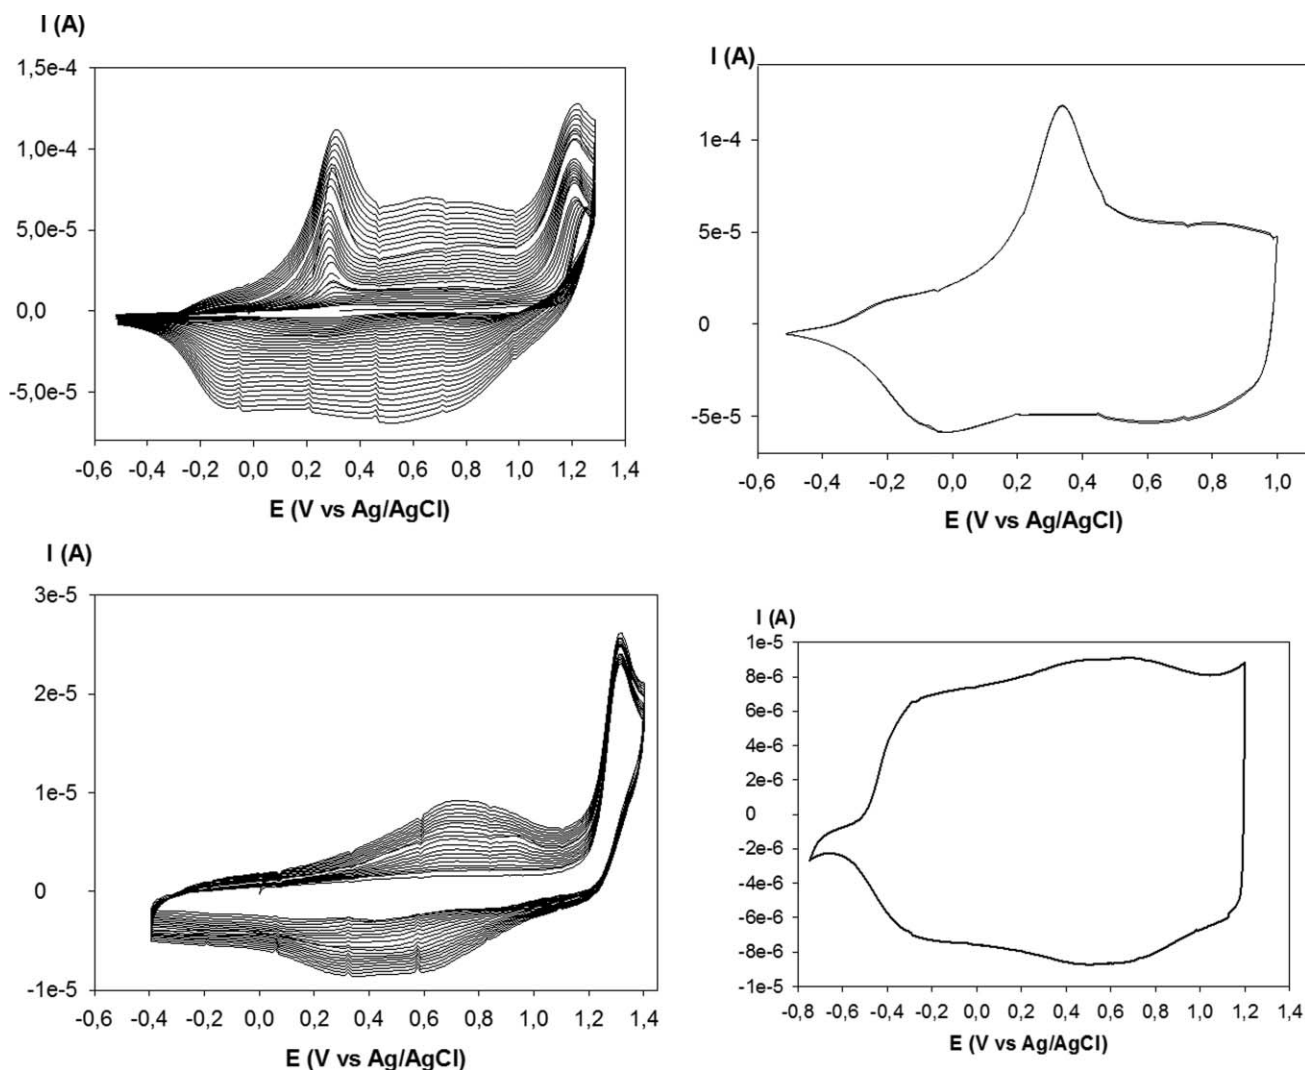 I (A)
1,5e-4
1,0e-4
5,0e-5
0,0
-5,0e-5
-0,6 -0,4 -0,2 0,0 0,2 0,4 0,6 0,8 1,0 1,2 1,4
E (V vs Ag/AgCl)
I (A)
1e-4
5e-5
0
-5e-5
-0,6 -0,4 -0,2 0,0 0,2 0,4 0,6 0,8 1,0
E (V vs Ag/AgCl)
I (A)
3e-5
2e-5
1e-5
0
-1e-5
-0,6 -0,4 -0,2 0,0 0,2 0,4 0,6 0,8 1,0 1,2 1,4
E (V vs Ag/AgCl)
I (A)
1e-5
8e-6
6e-6
4e-6
2e-6
0
-2e-6
-4e-6
-6e-6
-8e-6
-1e-5
-0,8 -0,6 -0,4 -0,2 0,0 0,2 0,4 0,6 0,8 1,0 1,2 1,4
E (V vs Ag/AgCl)